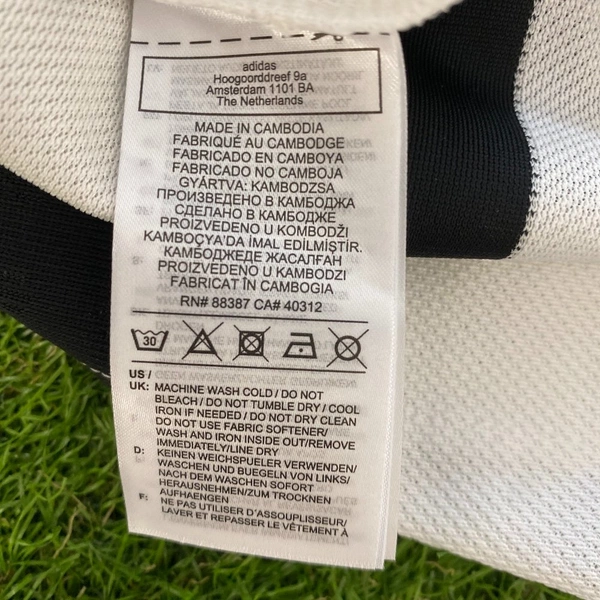 adidas
Hoogoorddreef 9a
Amsterdam 1101 BA
The Netherlands
MADE IN CAMBODIA
FABRIQUÉ AU CAMBODGE
FABRICADO EN CAMBOYA
FABRICADO NO CAMBOJA
GYÁRTVA: KAMBODZSA
ПРОИЗВЕДЕНО В КАМБОДЖА
СДЕЛАНО В КАМБОДЖЕ
PROIZVEDENO U KOMBODŽI
KAMBOÇYA'DA İMAL EDİLMİŞTİR.
КАМБОДЖЕДЕ ЖАСАЛҒАН
PROIZVEDENO U KAMBODZI
FABRICAT ÎN CAMBOGIA
RN# 88387 CA# 40312
30
US /
UK: MACHINE WASH COLD / DO NOT
BLEACH / DO NOT TUMBLE DRY / COOL
IRON IF NEEDED / DO NOT DRY CLEAN
DO NOT USE FABRIC SOFTENER/
WASH AND IRON INSIDE OUT/REMOVE
IMMEDIATELY/LINE DRY
D: KEINEN WEICHSPUELER VERWENDEN/
WASCHEN UND BUEGELN VON LINKS/
NACH DEM WASCHEN SOFORT
HERAUSNEHMEN/ZUM TROCKNEN
AUFHAENGEN
F: NE PAS UTILISER D'ASSOUPLISSEUR/
LAVER ET REPASSER LE VÊTEMENT À